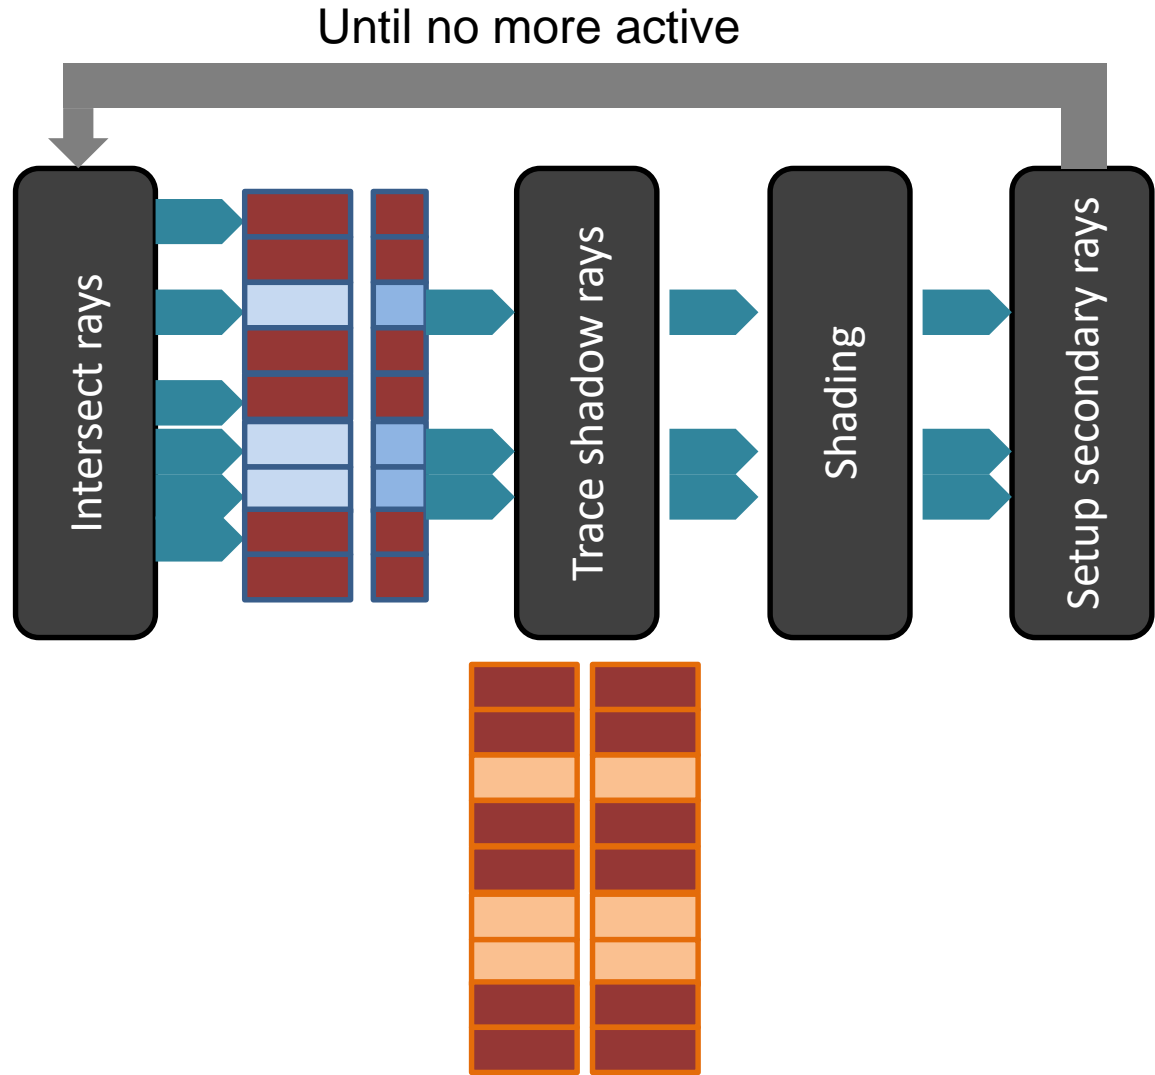 Until no more active
Intersect rays
Trace shadow rays
Shading
Setup secondary rays